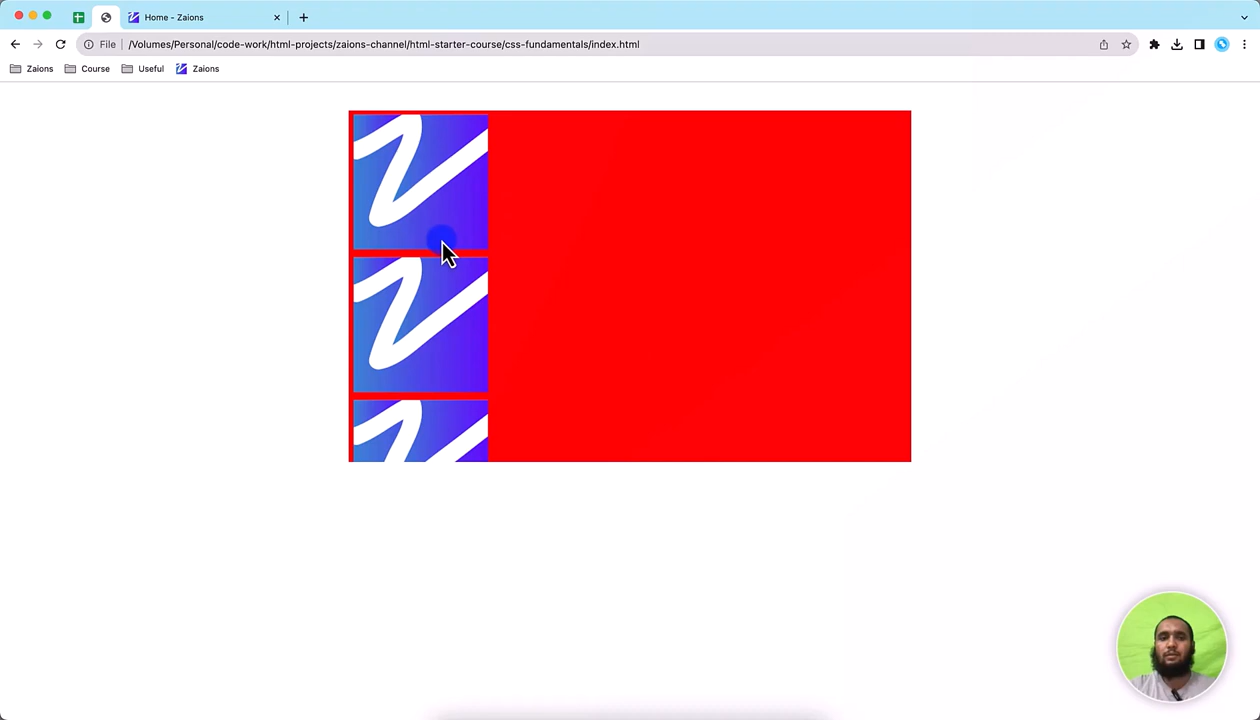 Home - Zaions
File /Volumes/Personal/code-work/html-projects/zaions-channel/html-starter-course/css-fundamentals/index.html
Zaions Course Useful Zaions